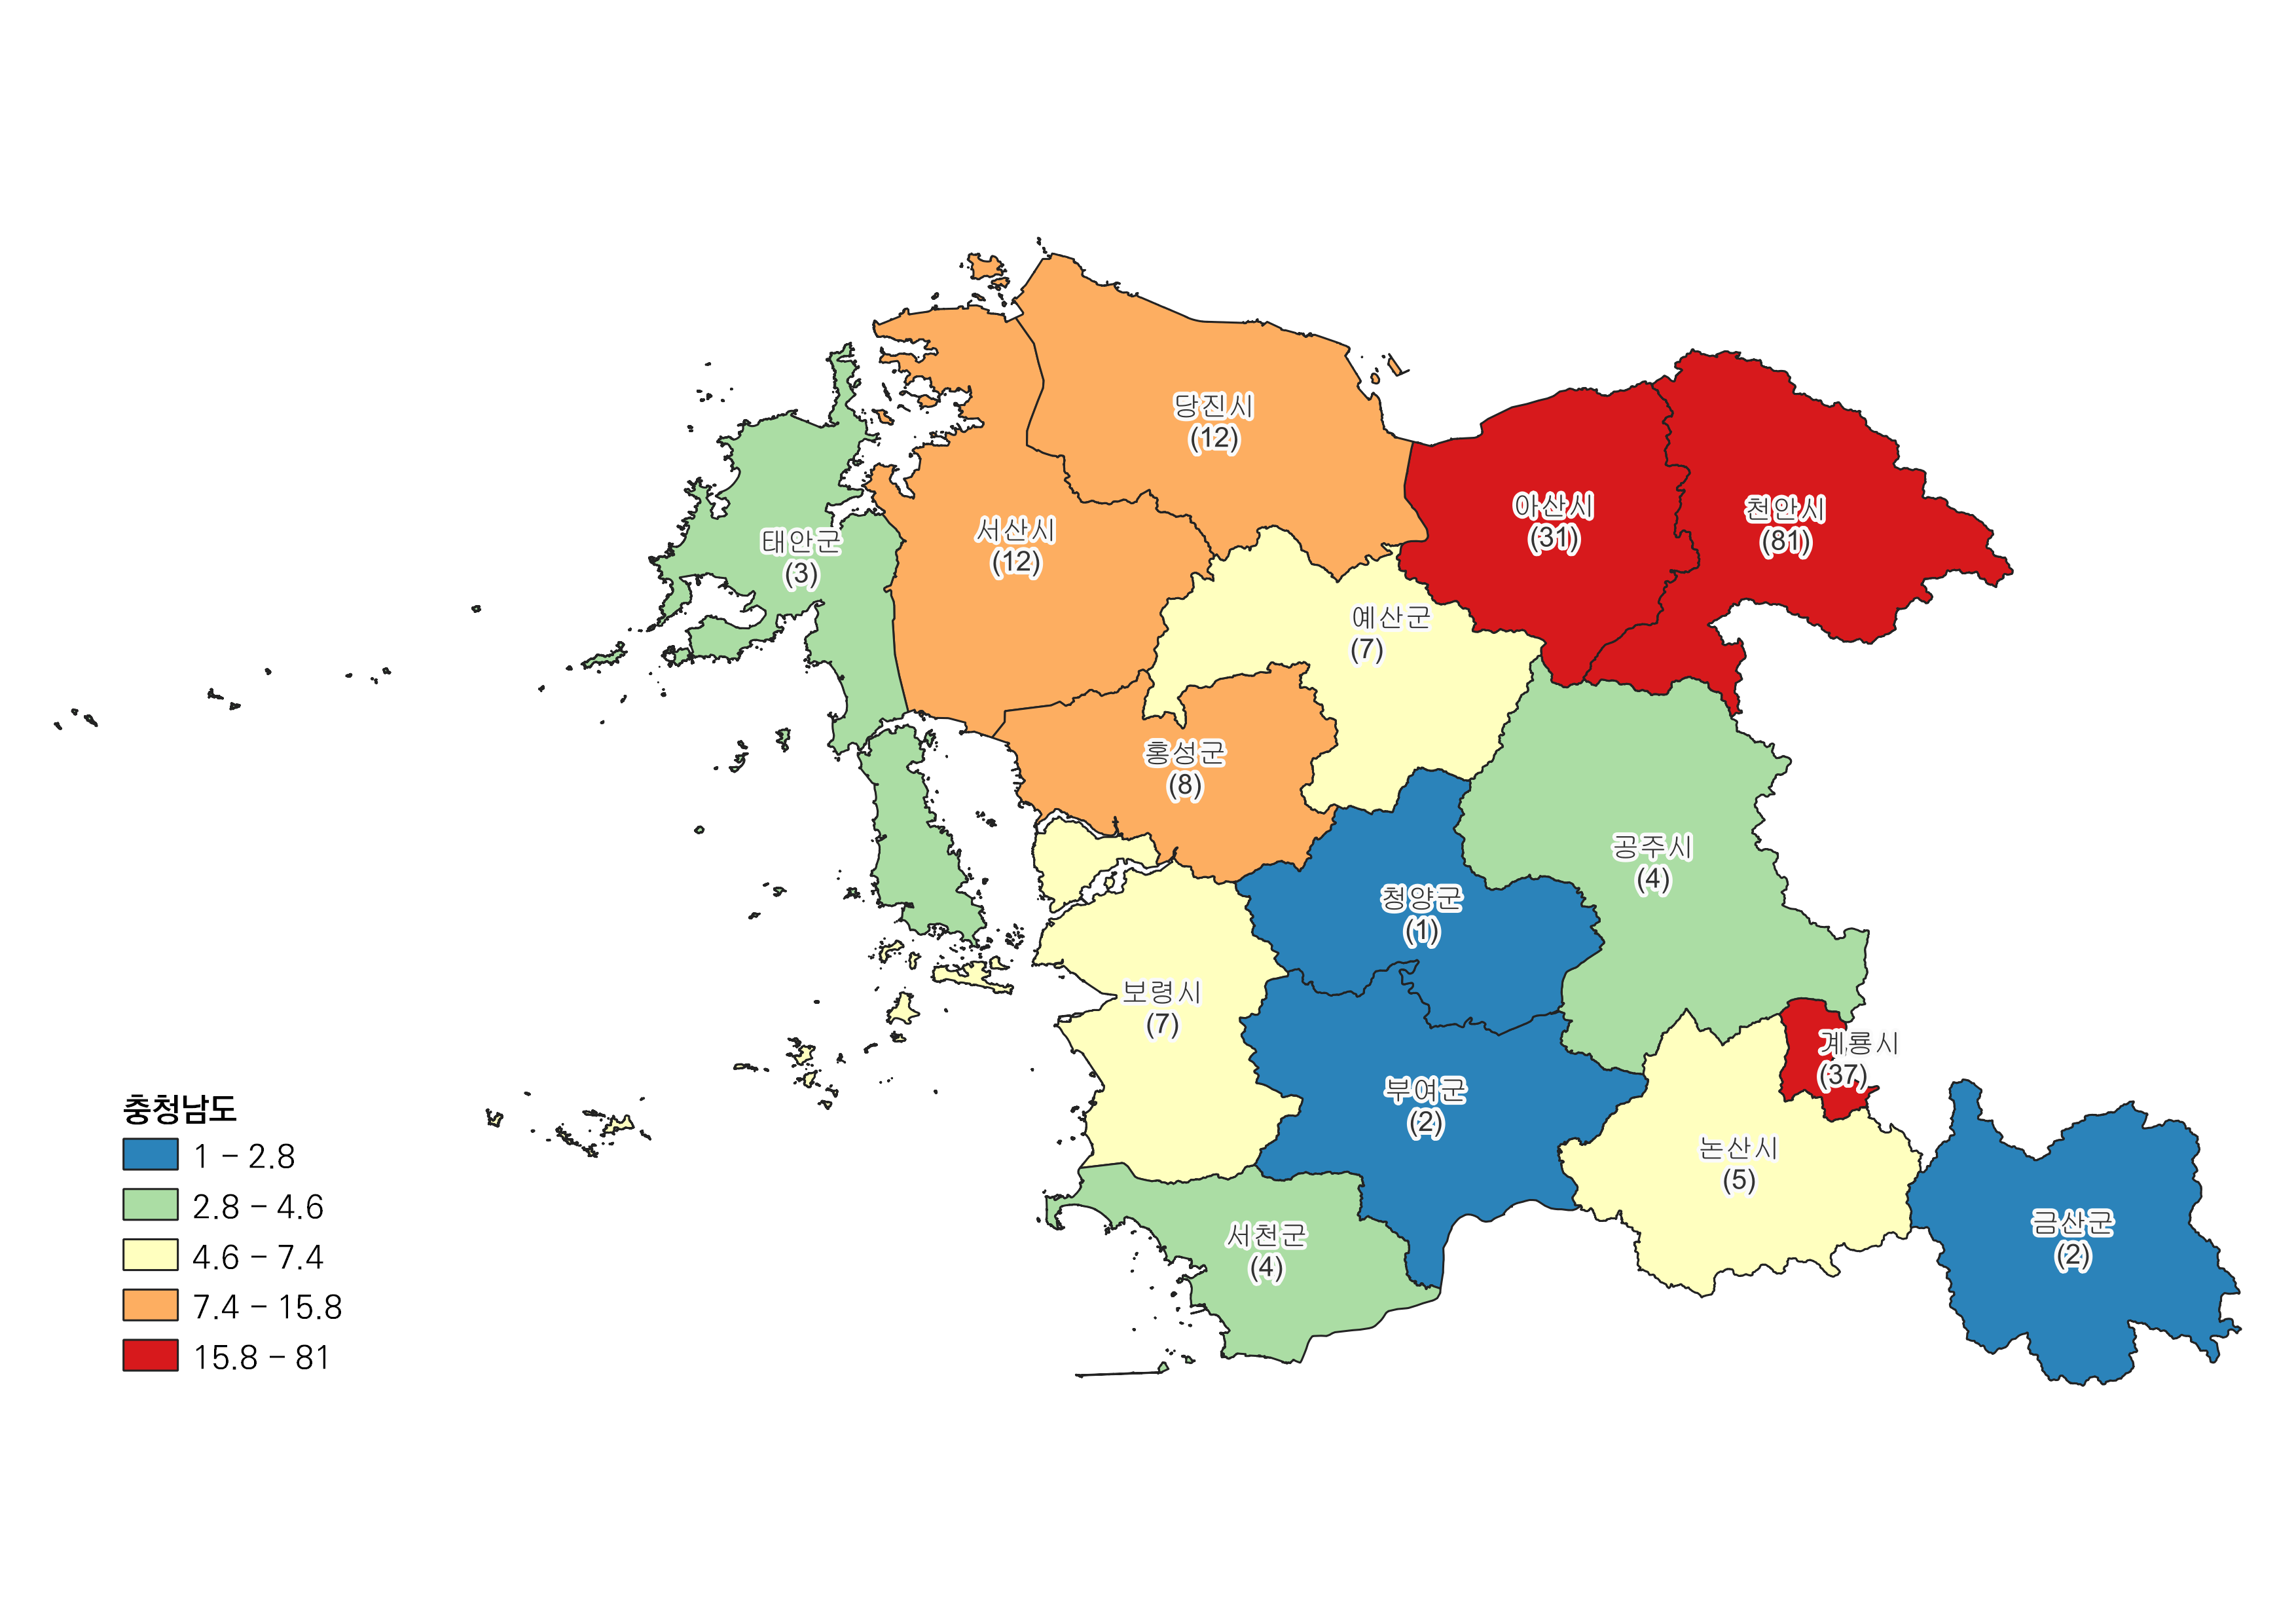 당진시
(12)
아산시
(31)
천안시
(81)
서산시
(12)
태안군
(3)
예산군
(7)
홍성군
(8)
공주시
(4)
청양군
(1)
보령시
(7)
계룡시
(37)
부여군
(2)
논산시
(5)
금산군
(2)
서천군
(4)
충청남도
1 – 2.8
2.8 – 4.6
4.6 – 7.4
7.4 – 15.8
15.8 – 81